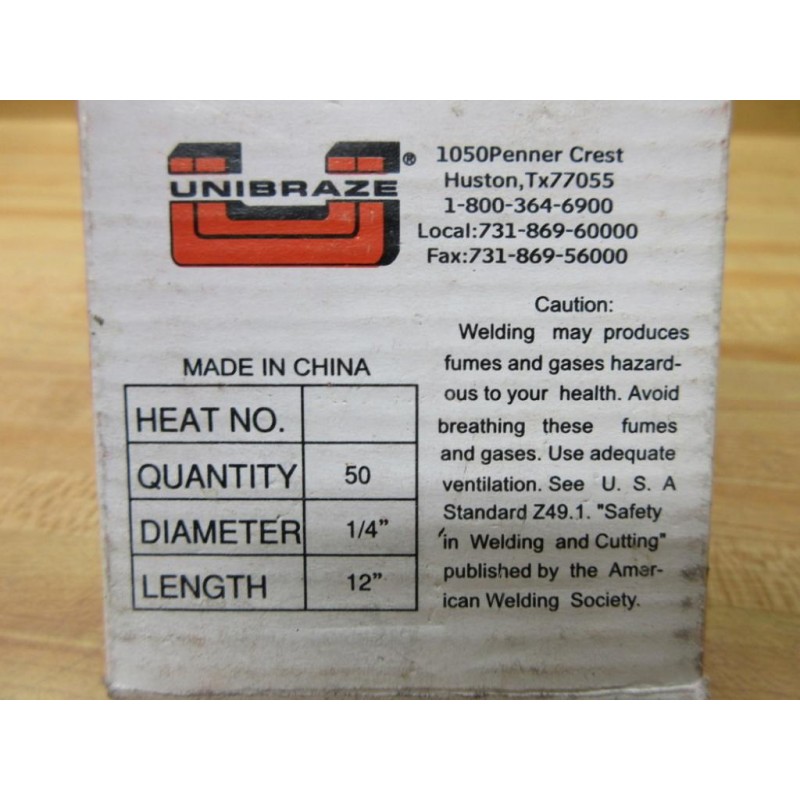 UNIBRAZE®
1050Penner Crest
Huston,Tx77055
1-800-364-6900
Local:731-869-60000
Fax:731-869-56000
MADE IN CHINA
HEAT NO.
QUANTITY 50
DIAMETER 1/4”
LENGTH 12”
Caution:
Welding may produces
fumes and gases hazard-
ous to your health. Avoid
breathing these fumes
and gases. Use adequate
ventilation. See U. S. A
Standard Z49.1. "Safety
in Welding and Cutting"
published by the Amer-
ican Welding Society.